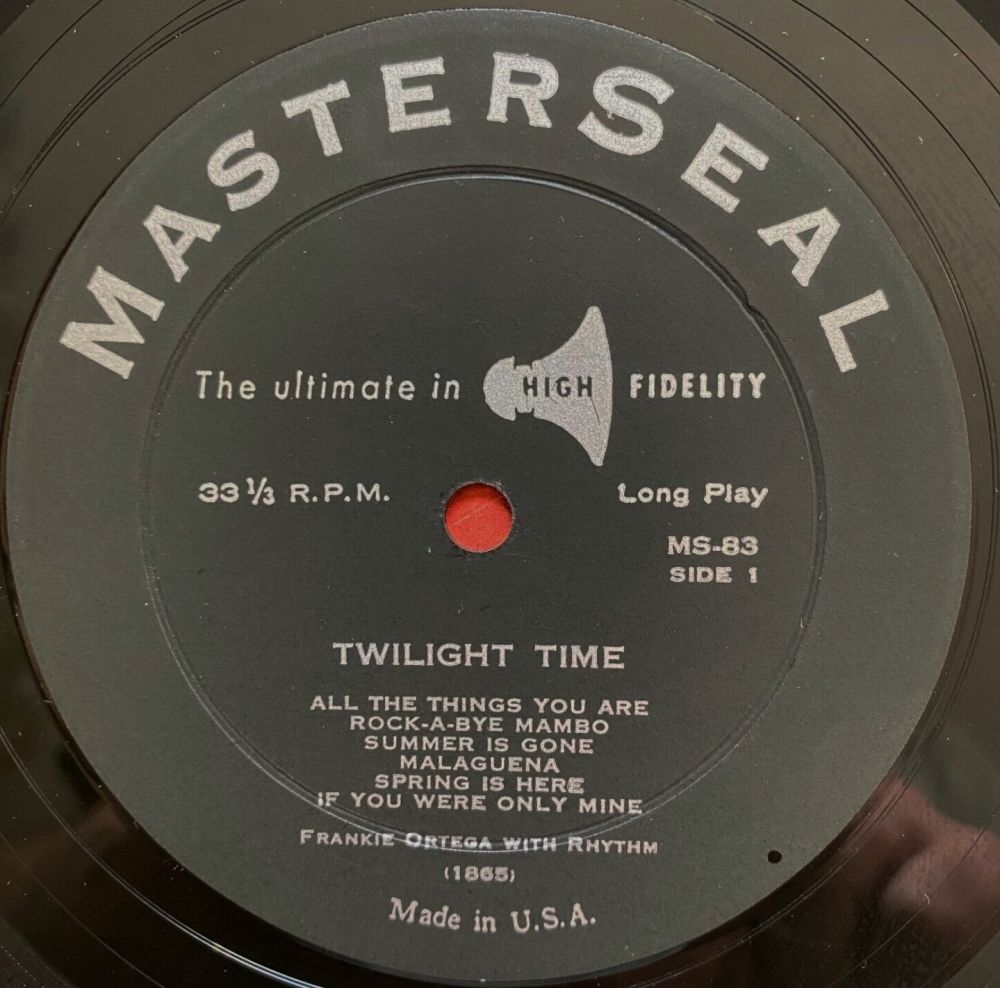 MASTERSEAL
The ultimate in HIGH FIDELITY
33 1/3 R.P.M. Long Play
MS-83
SIDE 1
TWILIGHT TIME
ALL THE THINGS YOU ARE
ROCK-A-BYE MAMBO
SUMMER IS GONE
MALAGUENA
SPRING IS HERE
IF YOU WERE ONLY MINE
FRANKIE ORTEGA WITH RHYTHM
(1865)
Made in U.S.A.